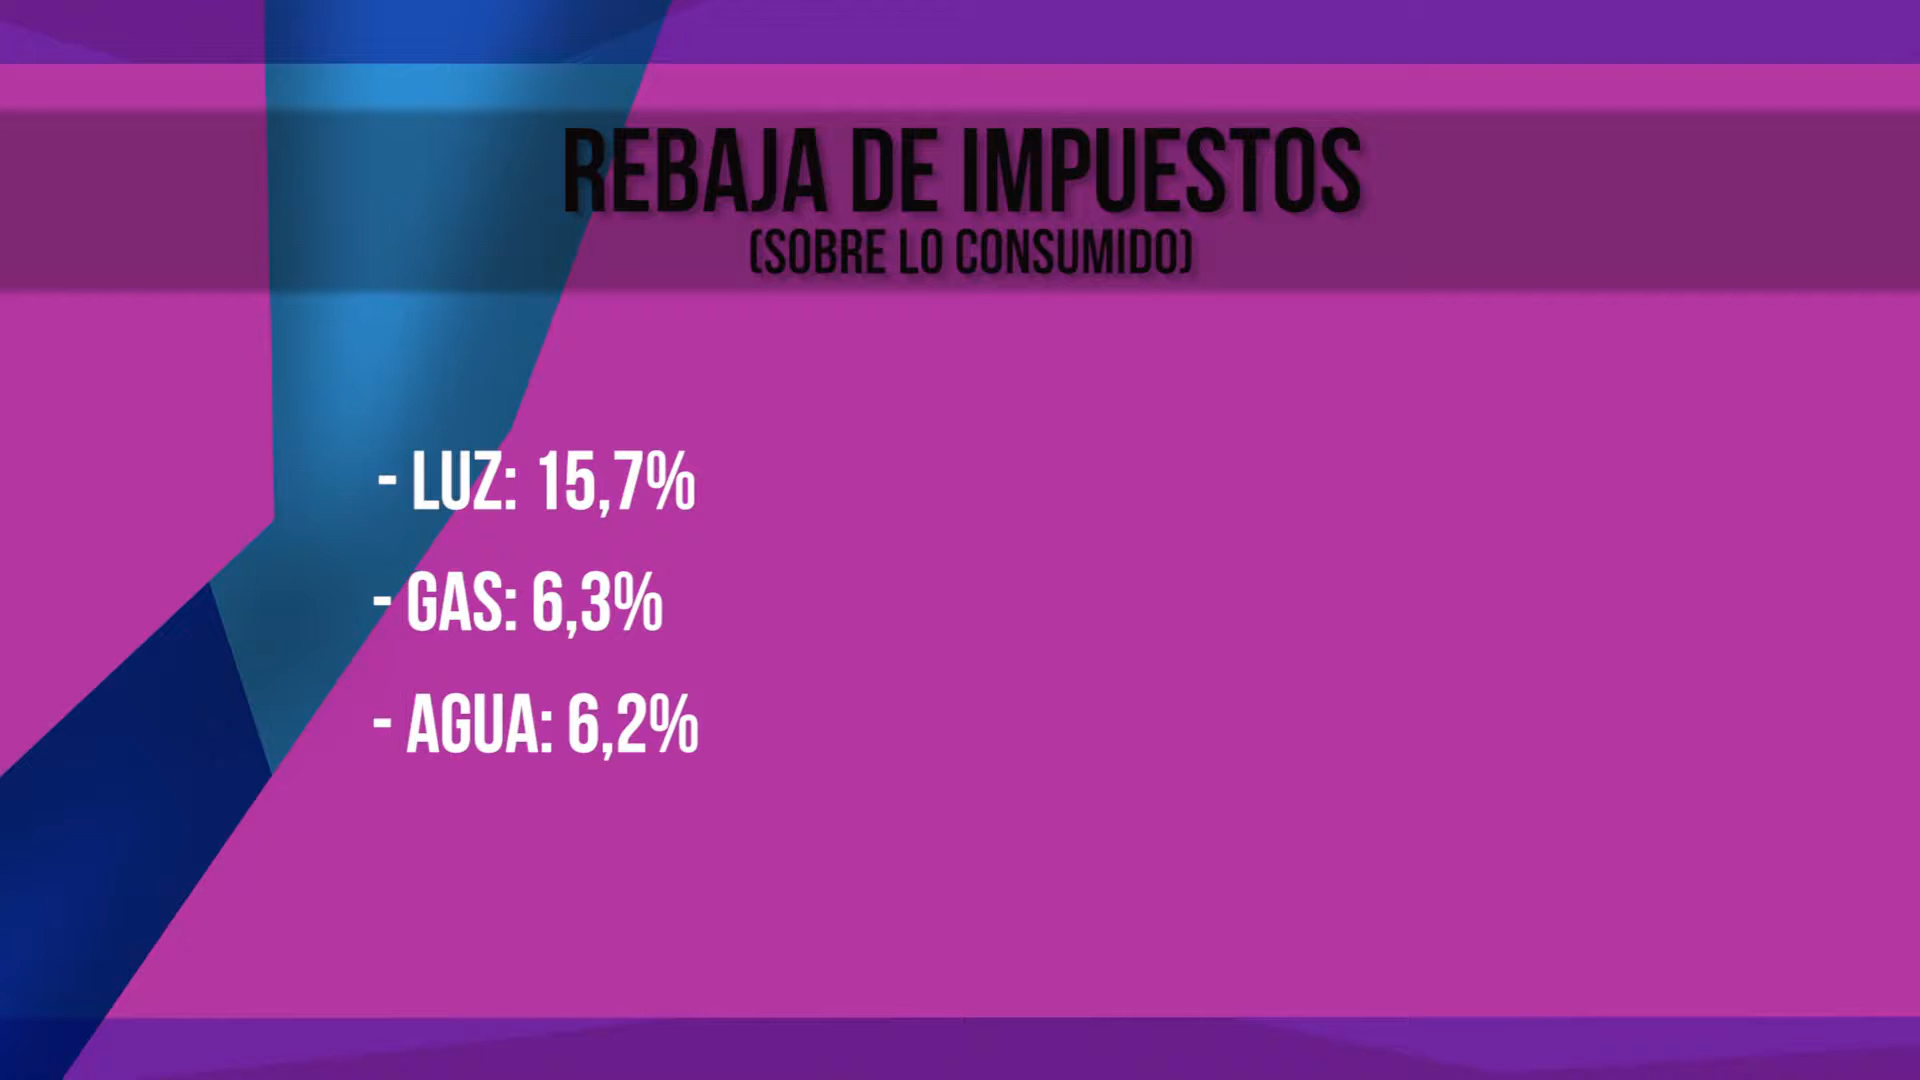 REBAJA DE IMPUESTOS
(SOBRE LO CONSUMIDO)
- LUZ: 15,7%
- GAS: 6,3%
- AGUA: 6,2%